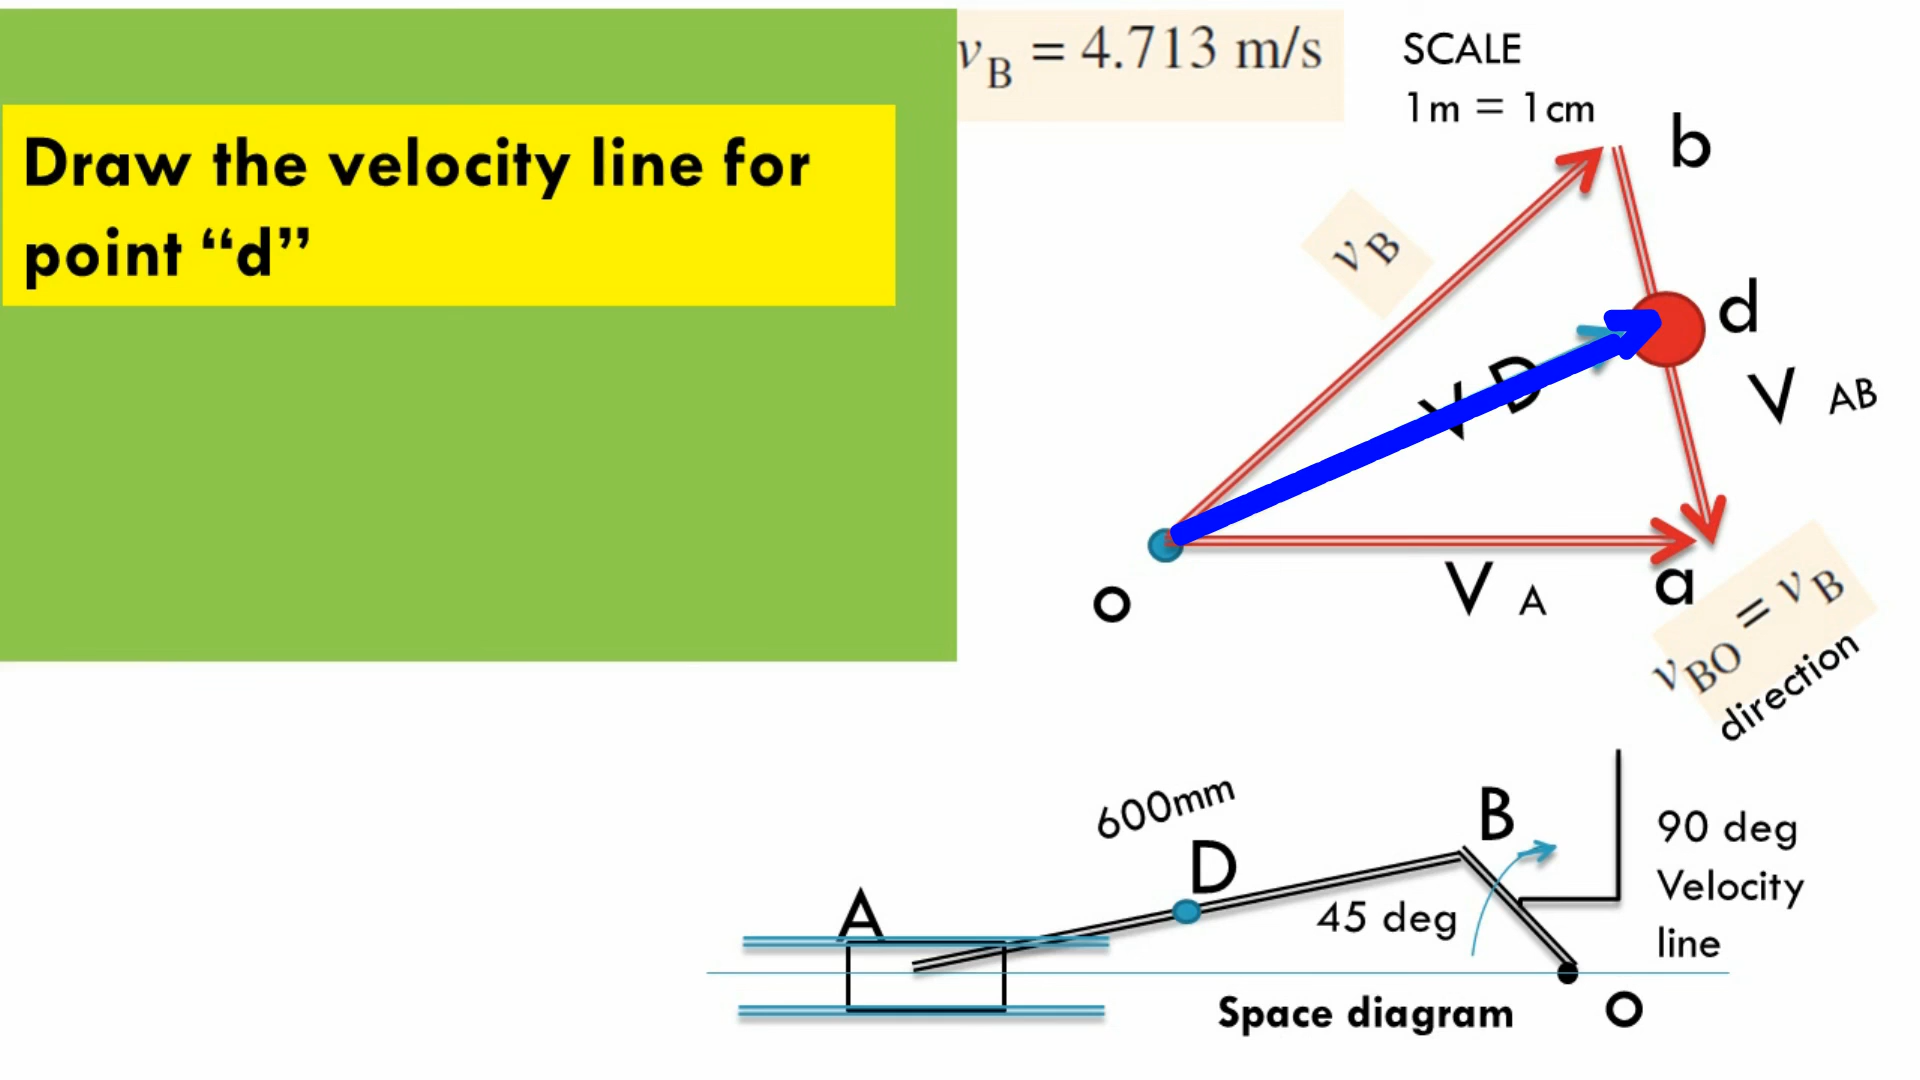 Draw the velocity line for
point “d”
vB = 4.713 m/s
SCALE
1m = 1cm
b
vB
d
V D
V AB
o
V A
a
vBO = vB
direction
600mm
B
D
A
45 deg
90 deg
Velocity
line
Space diagram
O